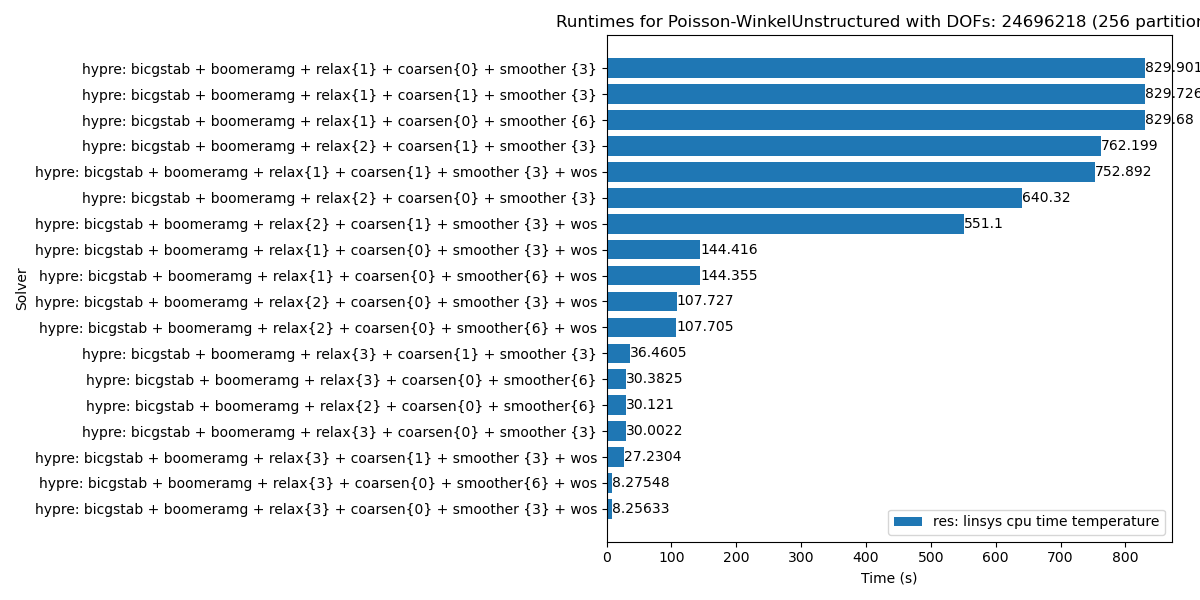 Runtimes for Poisson-WinkelUnstructured with DOFs: 24696218 (256 partition
hypre: bicgstab + boomeramg + relax{1} + coarsen{0} + smoother {3} 829.901
hypre: bicgstab + boomeramg + relax{1} + coarsen{1} + smoother {3} 829.726
hypre: bicgstab + boomeramg + relax{1} + coarsen{0} + smoother {6} 829.68
hypre: bicgstab + boomeramg + relax{2} + coarsen{1} + smoother {3} 762.199
hypre: bicgstab + boomeramg + relax{1} + coarsen{1} + smoother {3} + wos 752.892
hypre: bicgstab + boomeramg + relax{2} + coarsen{0} + smoother {3} 640.32
hypre: bicgstab + boomeramg + relax{2} + coarsen{1} + smoother {3} + wos 551.1
hypre: bicgstab + boomeramg + relax{1} + coarsen{0} + smoother {3} + wos 144.416
hypre: bicgstab + boomeramg + relax{1} + coarsen{0} + smoother{6} + wos 144.355
hypre: bicgstab + boomeramg + relax{2} + coarsen{0} + smoother {3} + wos 107.727
hypre: bicgstab + boomeramg + relax{2} + coarsen{0} + smoother{6} + wos 107.705
hypre: bicgstab + boomeramg + relax{3} + coarsen{1} + smoother {3} 36.4605
hypre: bicgstab + boomeramg + relax{3} + coarsen{0} + smoother{6} 30.3825
hypre: bicgstab + boomeramg + relax{2} + coarsen{0} + smoother{6} 30.121
hypre: bicgstab + boomeramg + relax{3} + coarsen{0} + smoother {3} 30.0022
hypre: bicgstab + boomeramg + relax{3} + coarsen{1} + smoother {3} + wos 27.2304
hypre: bicgstab + boomeramg + relax{3} + coarsen{0} + smoother{6} + wos 8.27548
hypre: bicgstab + boomeramg + relax{3} + coarsen{0} + smoother {3} + wos 8.25633
Solver
res: linsys cpu time temperature
0 100 200 300 400 500 600 700 800
Time (s)